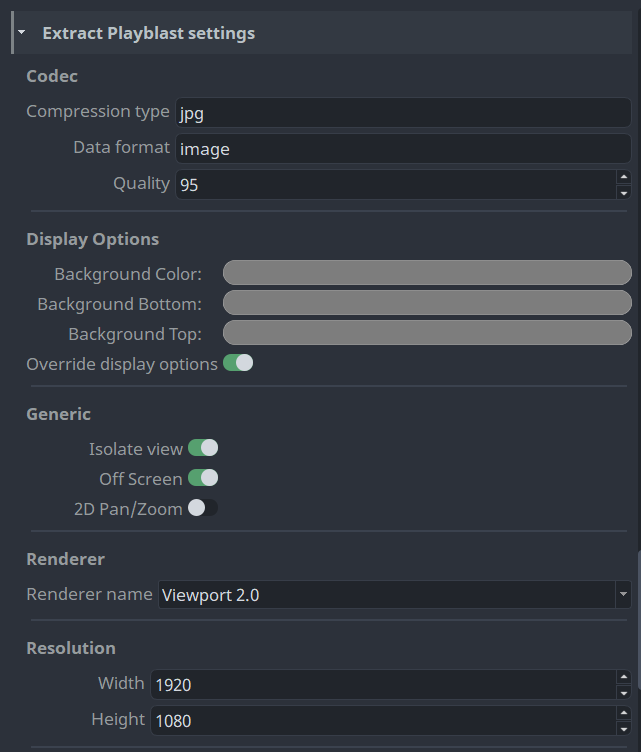 Extract Playblast settings
Codec
Compression type jpg
Data format image
Quality 95
Display Options
Background Color:
Background Bottom:
Background Top:
Override display options
Generic
Isolate view
Off Screen
2D Pan/Zoom
Renderer
Renderer name Viewport 2.0
Resolution
Width 1920
Height 1080